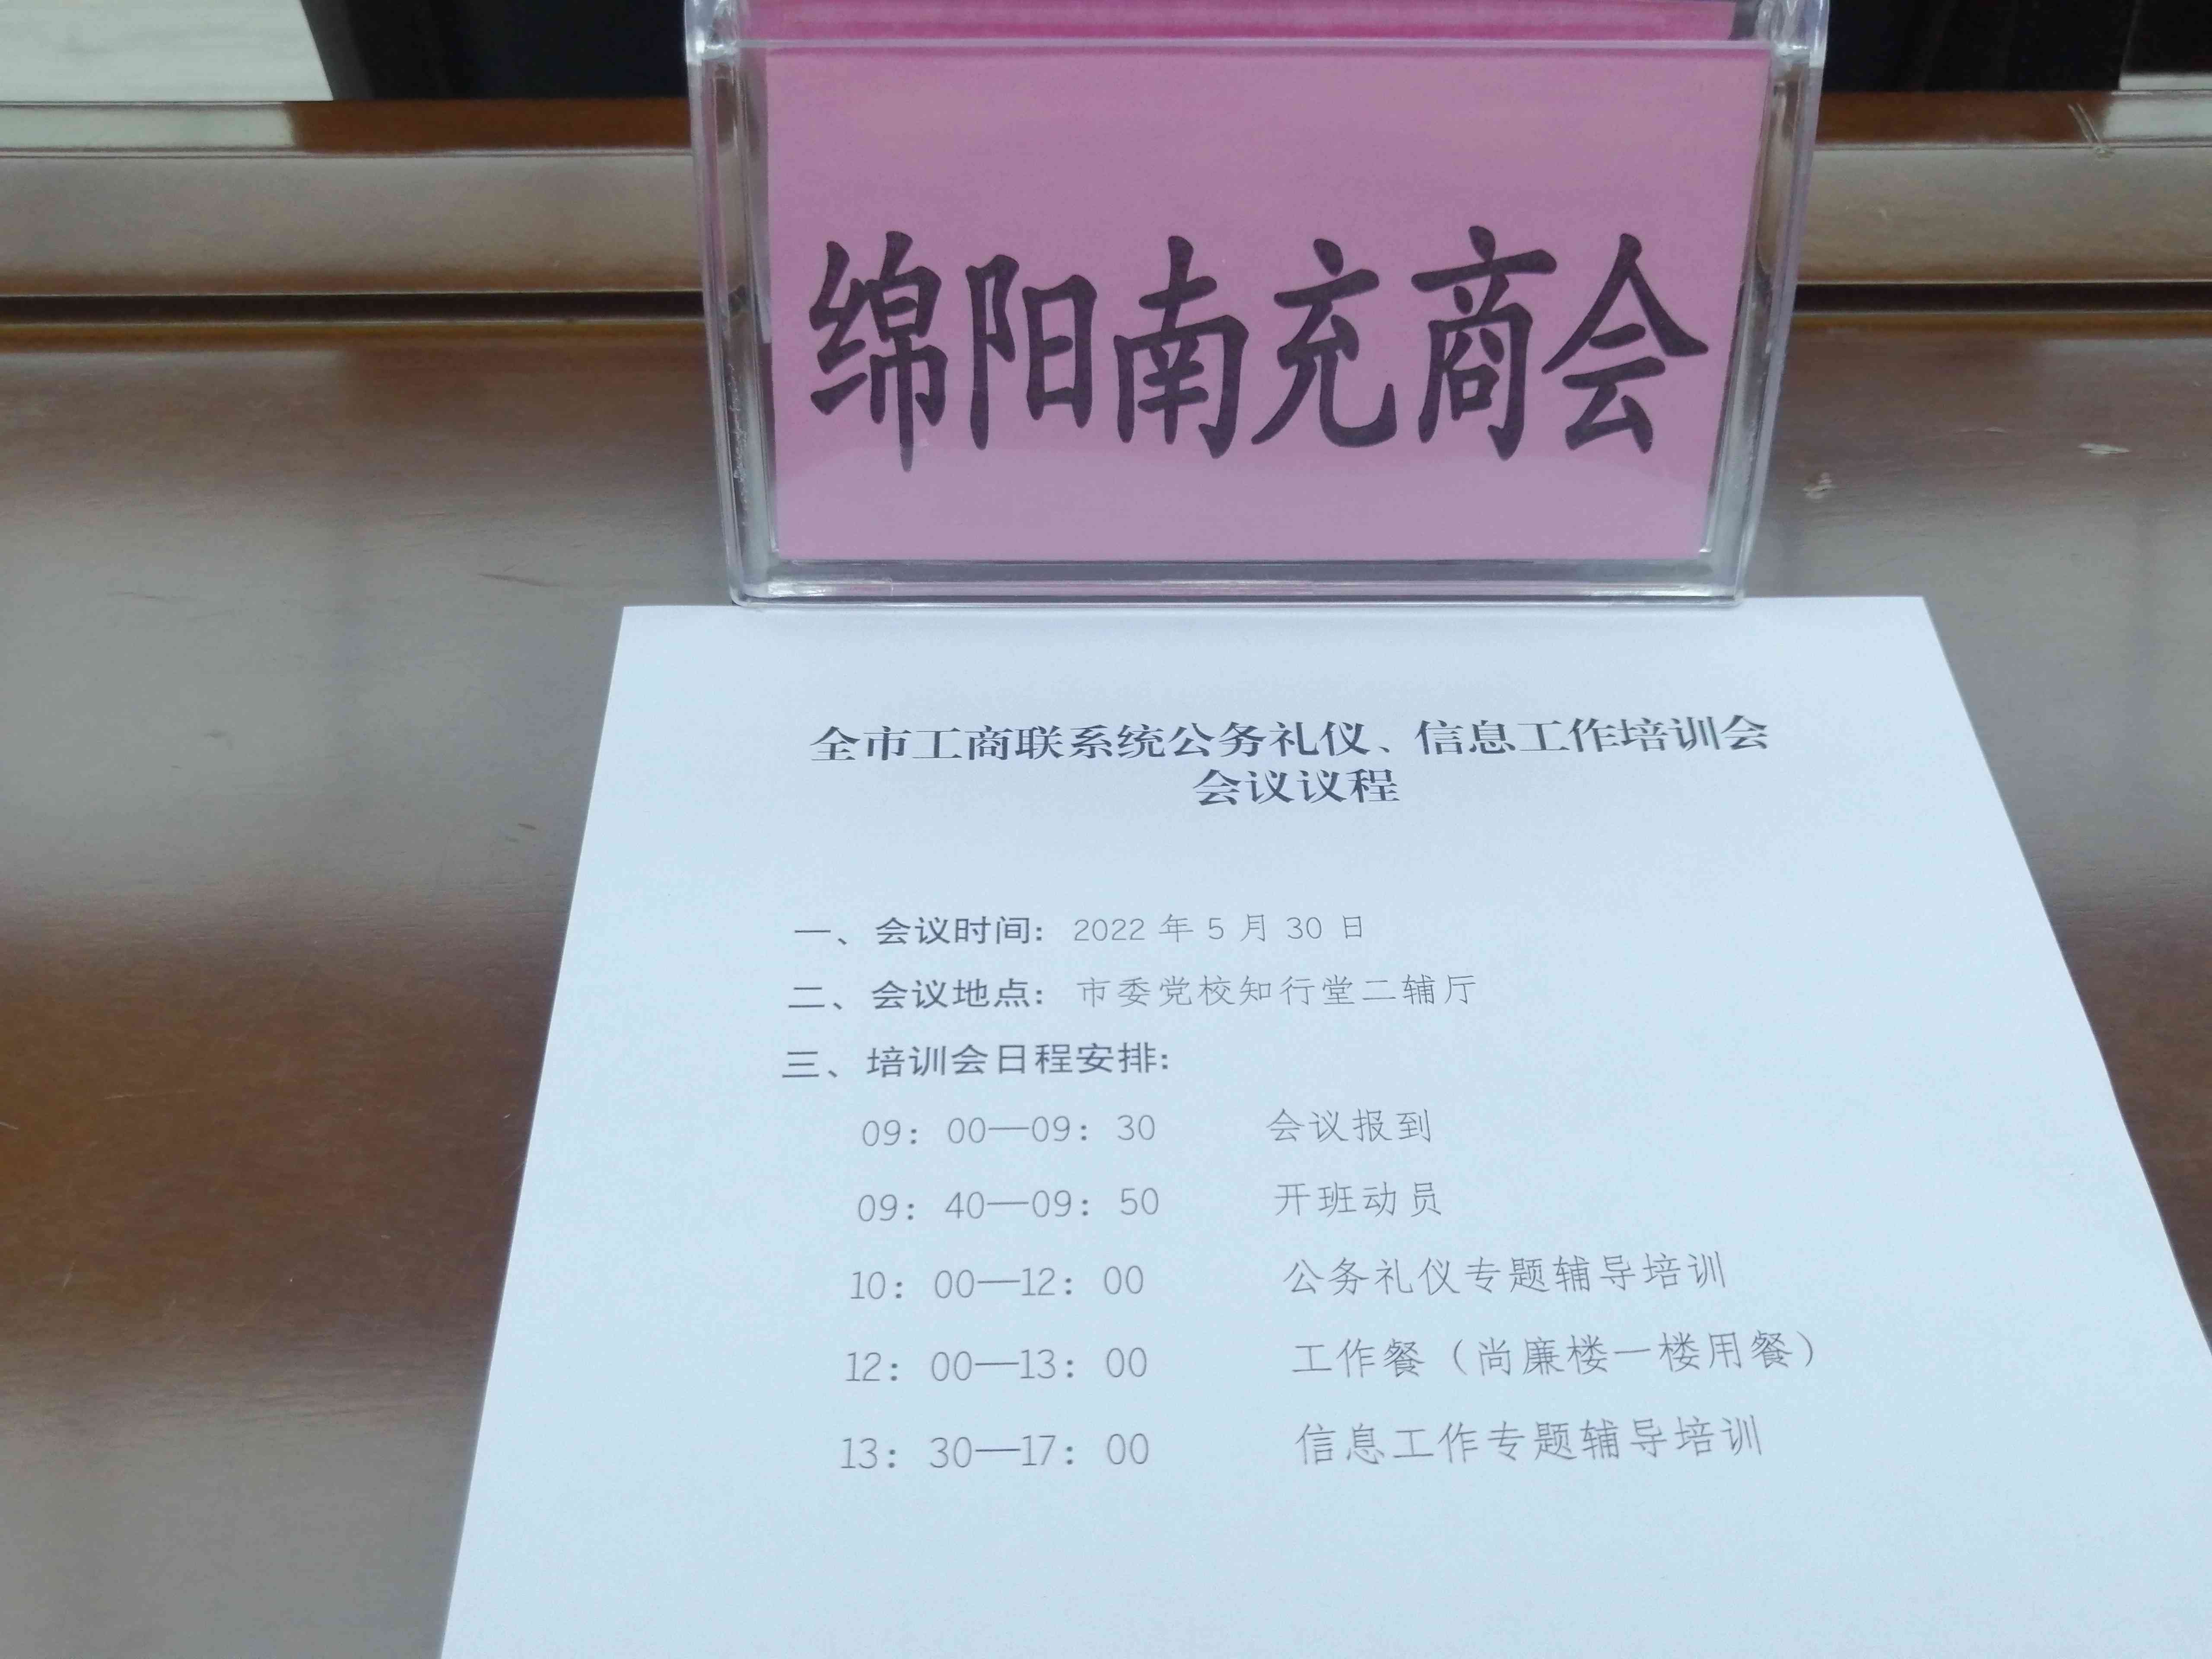 绵阳南充商会
全市工商联系统公务礼仪、信息工作培训会
会议议程
一、会议时间：2022 年 5 月 30 日
二、会议地点：市委党校知行堂二辅厅
三、培训会日程安排：
09：00—09：30 会议报到
09：40—09：50 开班动员
10：00—12：00 公务礼仪专题辅导培训
12：00—13：00 工作餐（尚廉楼一楼用餐）
13：30—17：00 信息工作专题辅导培训